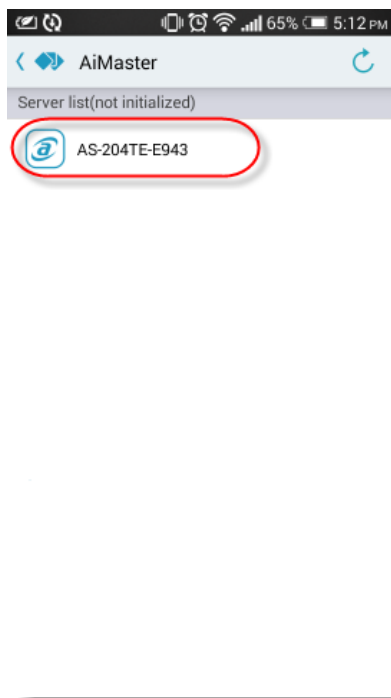 65% 5:12 PM
AiMaster
Server list(not initialized)
AS-204TE-E943